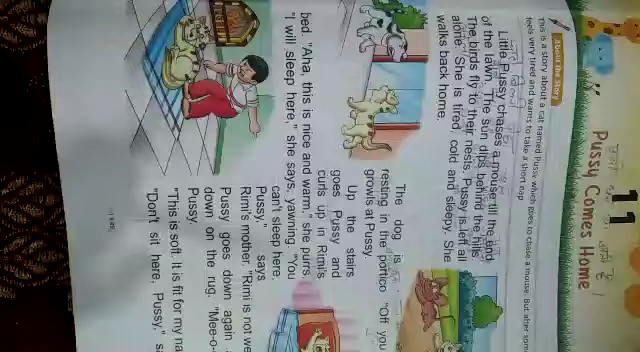 11
Pussy Comes Home
About the Story
This is a story about a cat named Pussy which goes to chase a mouse. But after some
feels very tired and wants to take a short nap
Little Pussy chases a mouse till the end
of the lawn. The sun dips behind the hills.
The birds fly to their nests. Pussy is left all
alone. She is tired, cold and sleepy. She
walks back home.
The dog is
resting in the portico. "Off you
growls at Pussy.
Up the stairs
goes Pussy and
curls up in Rimi's
bed. "Aha, this is nice and warm," she purrs.
"I will sleep here," she says, yawning. "You
can't sleep here,
Pussy," says
Rimi's mother. "Rimi is not we
Pussy goes down again
down on the rug. "Mee-o-
"This is soft. It is fit for my na
"Don't sit here, Pussy,"